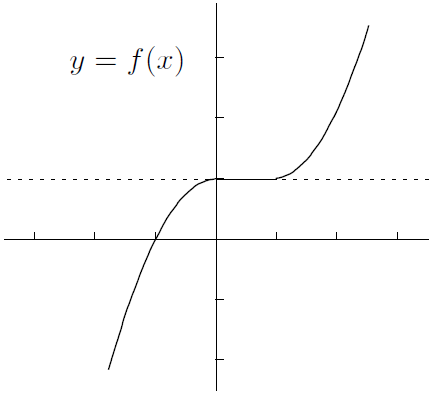 y = f(x)